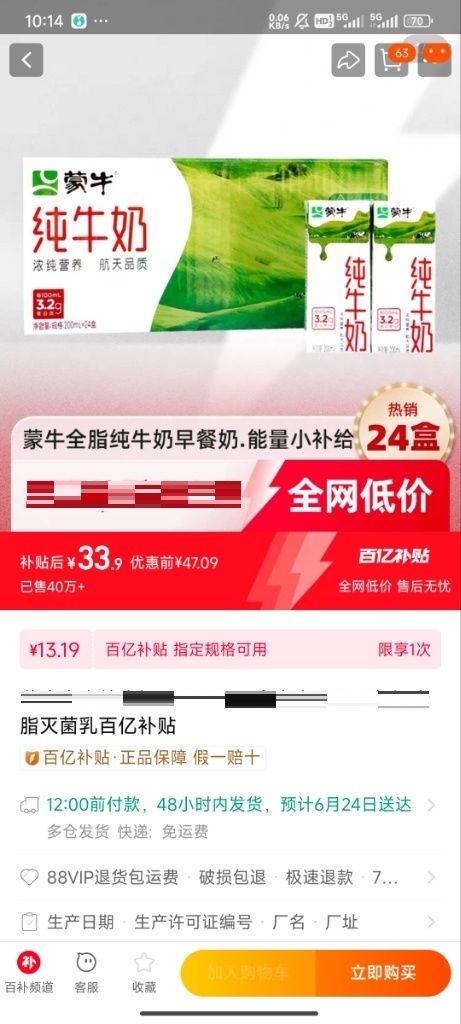 10:14
0.06 KB/s HD 5G 5G 70
63
蒙牛
纯牛奶
浓纯营养 航天品质
每100mL
3.2g
净含量/规格 200mL×24盒
蒙牛 蒙牛
纯牛奶 纯牛奶
3.2g 3.2g
热销
24盒
蒙牛全脂纯牛奶早餐奶.能量小补给
全网低价
补贴后¥33.9 优惠前¥47.09
百亿补贴
已售40万+
全网低价 售后无忧
¥13.19 百亿补贴 指定规格可用 限享1次
脂灭菌乳百亿补贴
百亿补贴·正品保障 假一赔十
12:00前付款，48小时内发货，预计6月24日送达
多仓发货 快递: 免运费
88VIP退货包运费 · 破损包退 · 极速退款 · 7...
生产日期 · 生产许可证编号 · 厂名 · 厂址
补
百补频道 客服 收藏
加入购物车 立即购买